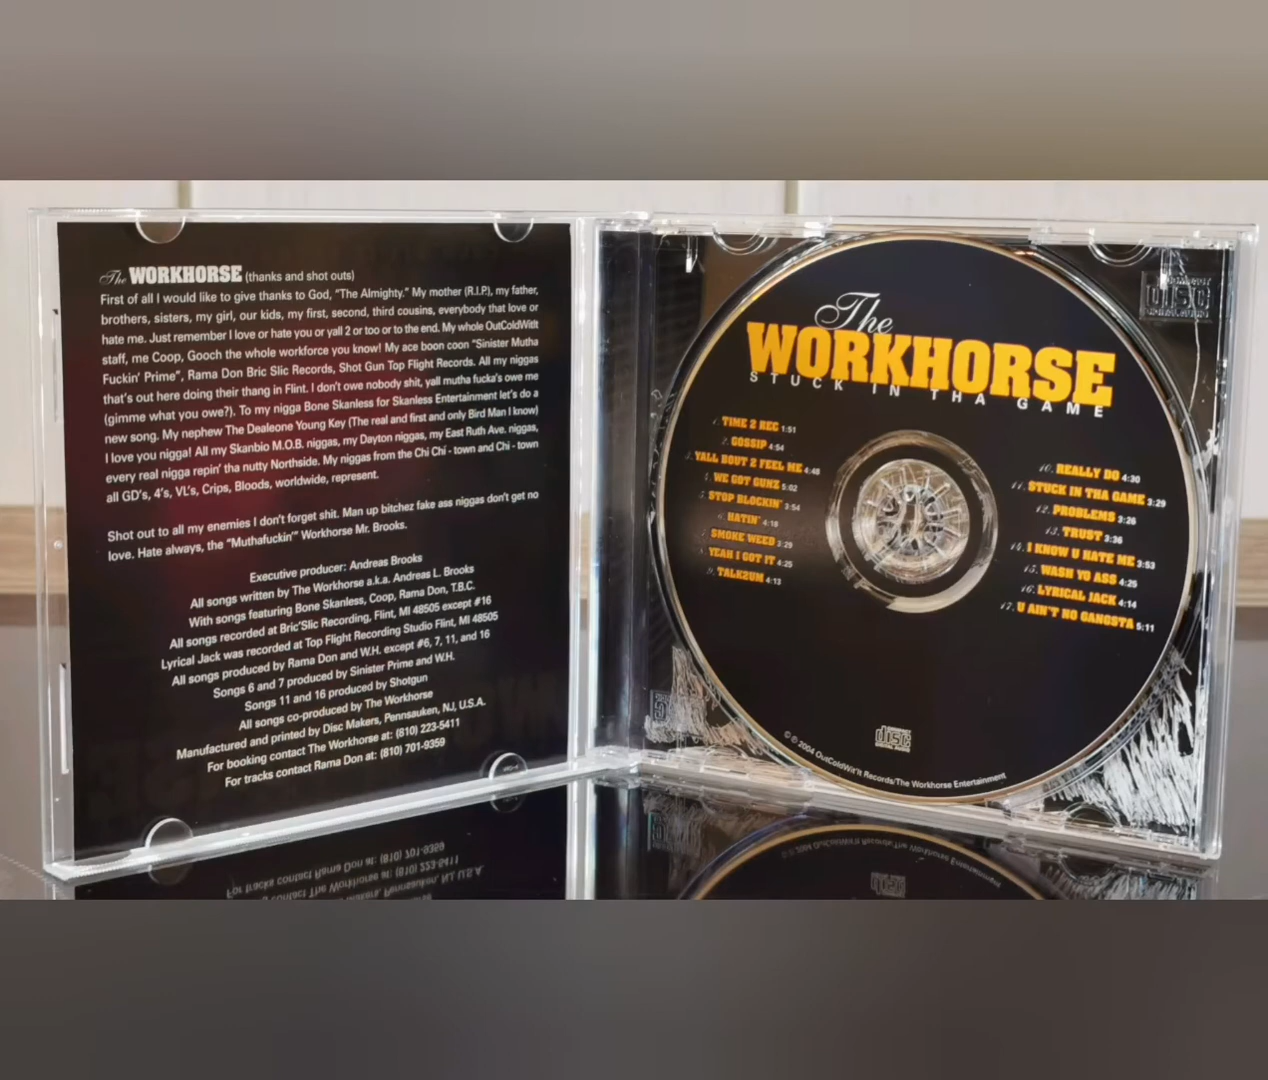 The WORKHORSE (thanks and shot outs)
First of all I would like to give thanks to God, "The Almighty." My mother (R.I.P.), my father,
brothers, sisters, my girl, our kids, my first, second, third cousins, everybody that love or
hate me. Just remember I love or hate you or yall 2 or too or to the end. My whole OutColdWitIt
staff, me Coop, Gooch the whole workforce you know! My ace boon coon "Sinister Mutha
Fuckin' Prime", Rama Don Bric Slic Records, Shot Gun Top Flight Records. All my niggas
that's out here doing their thang in Flint. I don't owe nobody shit, yall mutha fucka's owe me
(gimme what you owe?). To my nigga Bone Skanless for Skanless Entertainment let's do a
new song. My nephew The Dealeone Young Key (The real and first and only Bird Man I know)
I love you nigga! All my Skanbio M.O.B. niggas, my Dayton niggas, my East Ruth Ave. niggas,
every real nigga repin' tha nutty Northside. My niggas from the Chi Chi - town and Chi - town
all GD's, 4's, VL's, Crips, Bloods, worldwide, represent.
Shot out to all my enemies I don't forget shit. Man up bitchez fake ass niggas don't get no
love. Hate always, the "Muthafuckin'" Workhorse Mr. Brooks.
Executive producer: Andreas Brooks
All songs written by The Workhorse a.k.a. Andreas L. Brooks
With songs featuring Bone Skanless, Coop, Rama Don, T.B.C.
All songs recorded at Bric'Slic Recording, Flint, MI 48505 except #16
Lyrical Jack was recorded at Top Flight Recording Studio Flint, MI 48505
All songs produced by Rama Don and W.H. except #6, 7, 11, and 16
Songs 6 and 7 produced by Sinister Prime and W.H.
Songs 11 and 16 produced by Shotgun
All songs co-produced by The Workhorse
Manufactured and printed by Disc Makers, Pennsauken, NJ, U.S.A.
For booking contact The Workhorse at: (810) 223-5411
For tracks contact Rama Don at: (810) 701-9359
The
WORKHORSE
STUCK IN THA GAME
1. TIME 2 REC 1:51
2. GOSSIP 4:54
3. YALL BOUT 2 FEEL ME 4:48
4. WE GOT GUNZ 5:02
5. STOP BLOCKIN' 3:54
6. HATIN' 4:18
7. SMOKE WEED 3:29
8. YEAH I GOT IT 4:25
9. TALK2UM 4:13
10. REALLY DO 4:30
11. STUCK IN THA GAME 3:29
12. PROBLEMS 3:26
13. TRUST 3:36
14. I KNOW U HATE ME 3:53
15. WASH YO ASS 4:25
16. LYRICAL JACK 4:14
17. U AIN'T NO GANGSTA 5:11
COMPACT
DISC
DIGITAL AUDIO
© ℗ 2004 OutColdWit'It Records/The Workhorse Entertainment
COMPACT
DISC
DIGITAL AUDIO